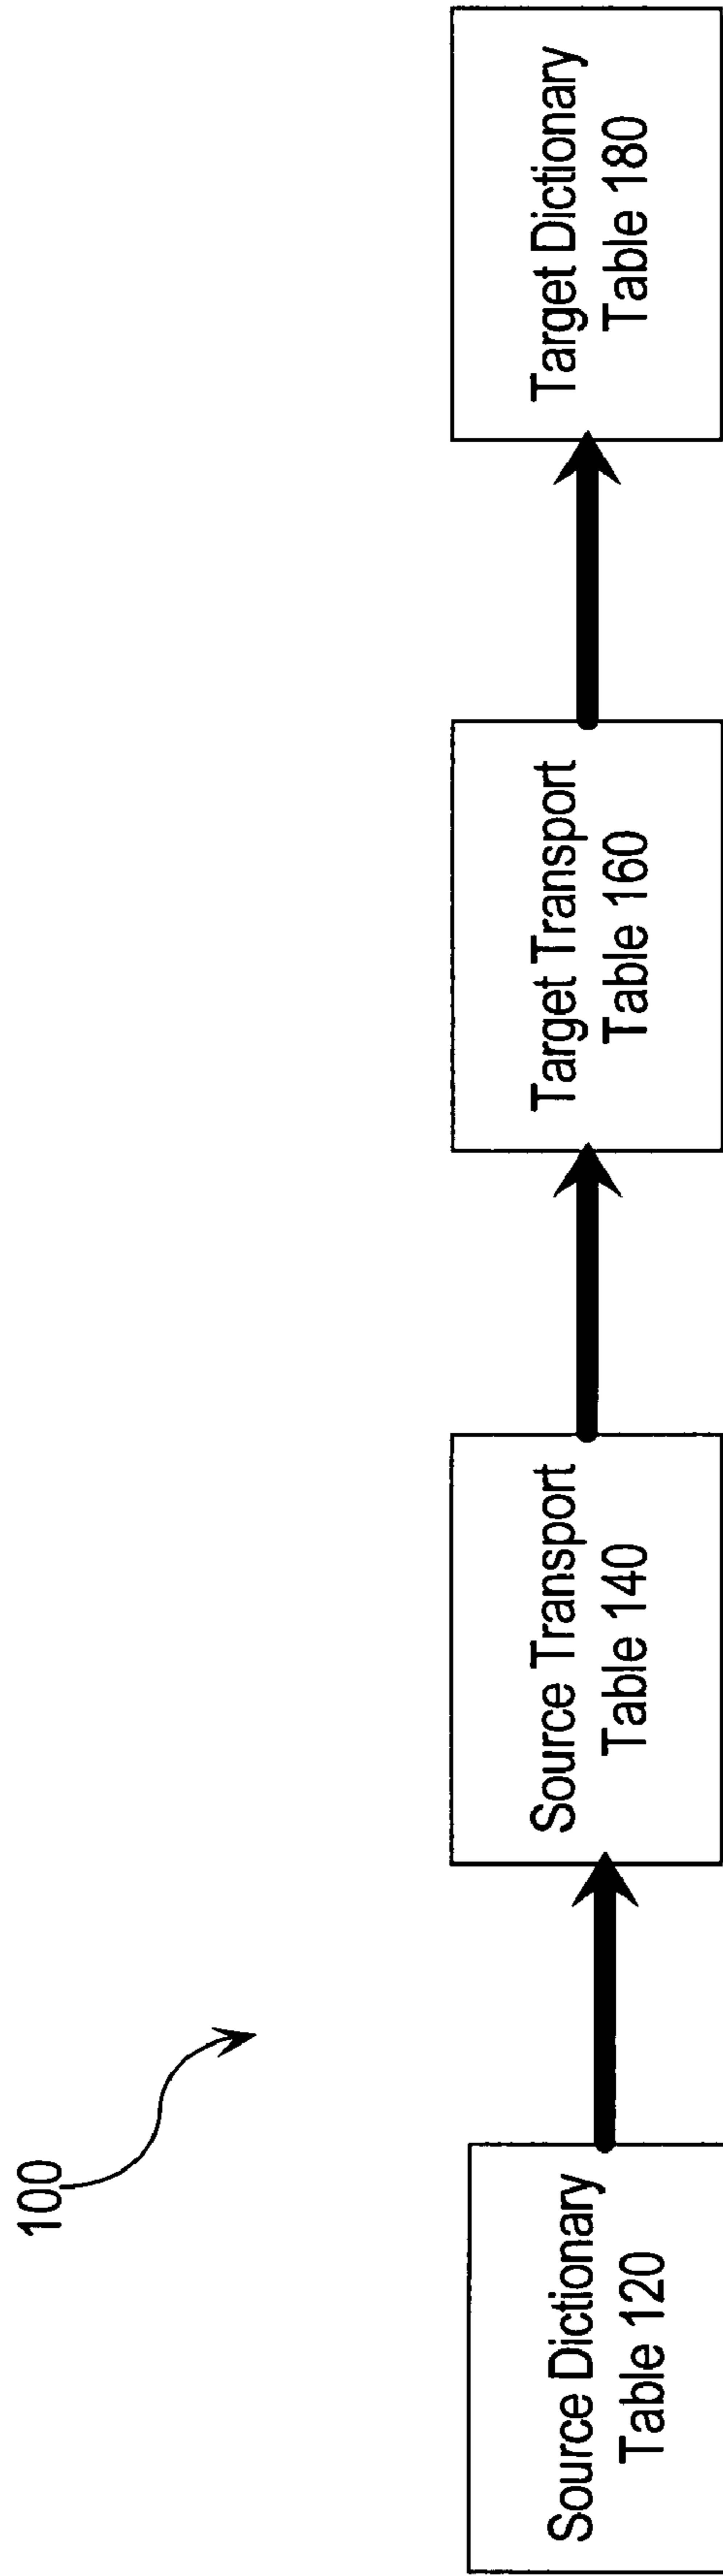 100
Source Dictionary
Table 120
Source Transport
Table 140
Target Transport
Table 160
Target Dictionary
Table 180